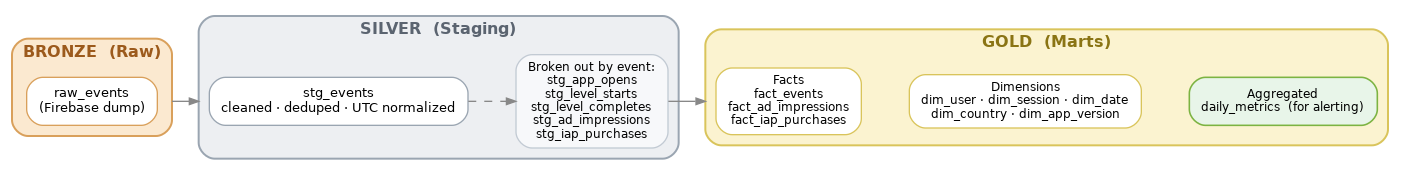 BRONZE (Raw)
raw_events
(Firebase dump)
SILVER (Staging)
stg_events
cleaned · deduped · UTC normalized
Broken out by event:
stg_app_opens
stg_level_starts
stg_level_completes
stg_ad_impressions
stg_iap_purchases
GOLD (Marts)
Facts
fact_events
fact_ad_impressions
fact_iap_purchases
Dimensions
dim_user · dim_session · dim_date
dim_country · dim_app_version
Aggregated
daily_metrics (for alerting)